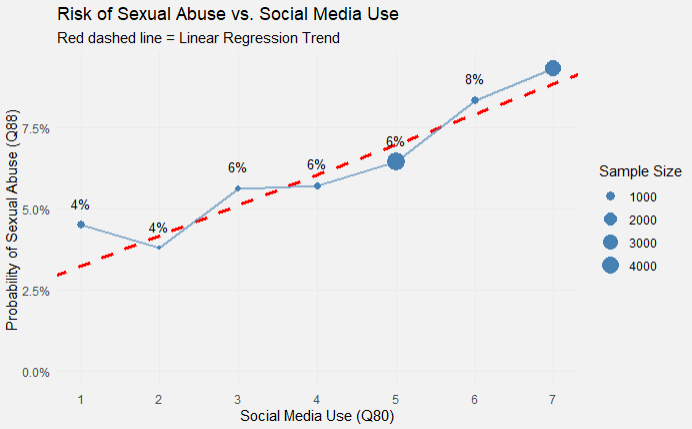 Risk of Sexual Abuse vs. Social Media Use
Red dashed line = Linear Regression Trend
Probability of Sexual Abuse (Q88)
7.5%
5.0%
2.5%
0.0%
4%
4%
6%
6%
6%
8%
1 2 3 4 5 6 7
Social Media Use (Q80)
Sample Size
1000
2000
3000
4000